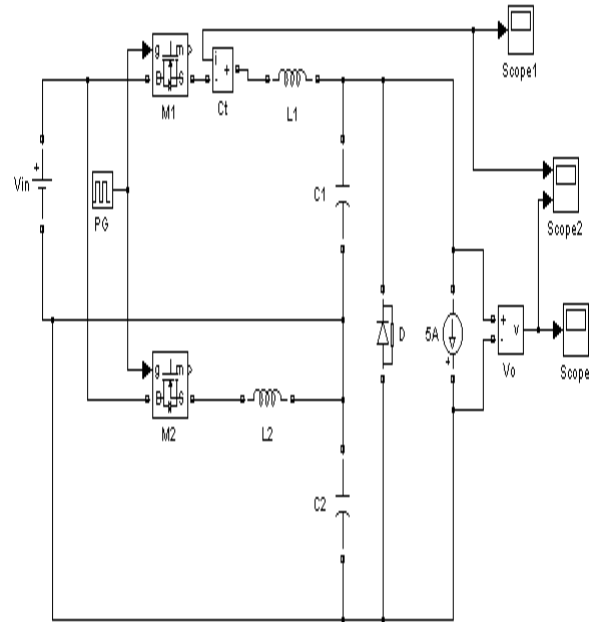 Scope1
g m
i
+
-
D S
M1
Ct
L1
+
Vin
PG
C1
Scope2
D
5A
+
+
-
v
Vo
Scope
g m
D S
M2
L2
C2